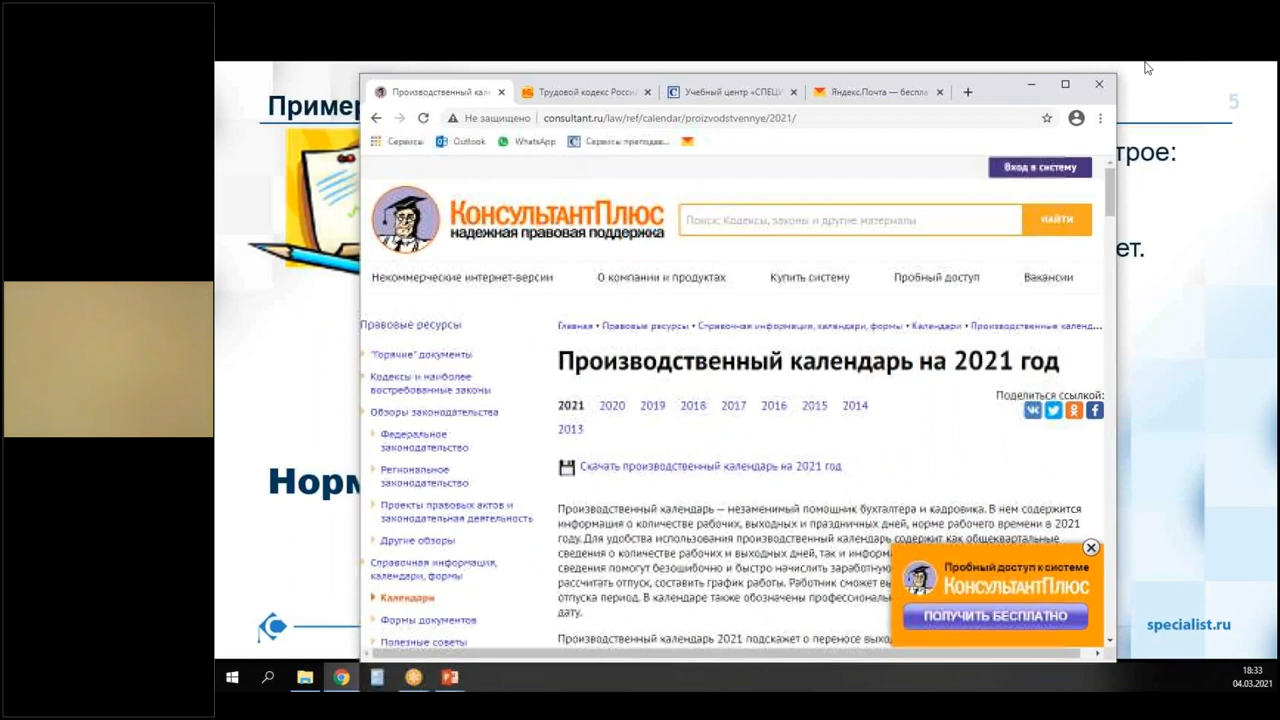 Пример
5
трое:
ет.
Норм
specialist.ru
Производственный кале
Трудовой кодекс Росси
Учебный центр «СПЕЦИ
Яндекс.Почта — беспла
Не защищено
consultant.ru/law/ref/calendar/proizvodstvennye/2021/
Сервисы
Outlook
WhatsApp
Сервисы преподав...
Вход в систему
КонсультантПлюс
надежная правовая поддержка
Поиск: Кодексы, законы и другие материалы
НАЙТИ
Некоммерческие интернет-версии
О компании и продуктах
Купить систему
Пробный доступ
Вакансии
Правовые ресурсы
"Горячие" документы
Кодексы и наиболее
востребованные законы
Обзоры законодательства
Федеральное
законодательство
Региональное
законодательство
Проекты правовых актов и
законодательная деятельность
Другие обзоры
Справочная информация,
календари, формы
Календари
Формы документов
Полезные советы
Главная • Правовые ресурсы • Справочная информация, календари, формы • Календари • Производственные календ...
Производственный календарь на 2021 год
Поделиться ссылкой:
2021 2020 2019 2018 2017 2016 2015 2014
2013
Скачать производственный календарь на 2021 год
Производственный календарь – незаменимый помощник бухгалтера и кадровика. В нем содержится
информация о количестве рабочих, выходных и праздничных дней, норме рабочего времени в 2021
году. Для удобства использования производственный календарь содержит как общеквартальные
сведения о количестве рабочих и выходных дней, так и информ
сведения помогут безошибочно и быстро начислить заработную
рассчитать отпуск, составить график работы. Работник сможет вы
отпуска период. В календаре также обозначены профессиональ
дату.
Производственный календарь 2021 подскажет о переносе выход
Пробный доступ к системе
КонсультантПлюс
ПОЛУЧИТЬ БЕСПЛАТНО
18:33
04.03.2021